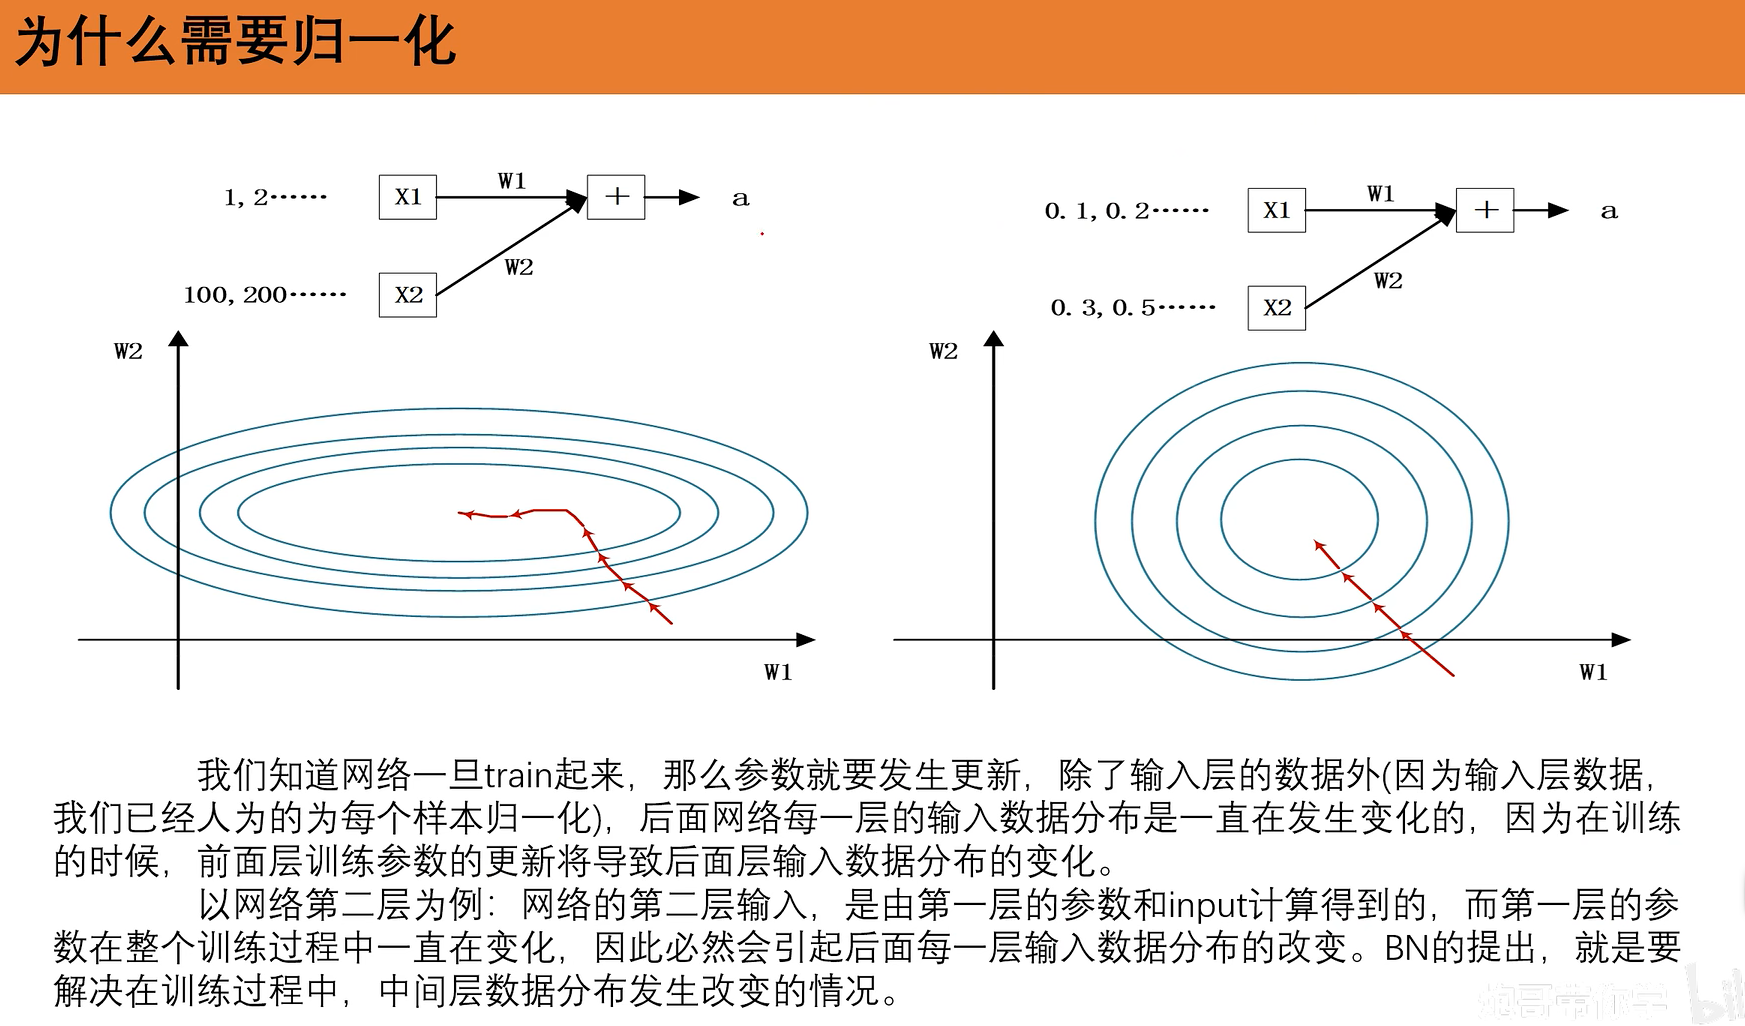 为什么需要归一化
1, 2······ X1 W1 + a
W2
100, 200······ X2
0. 1, 0. 2······ X1 W1 + a
W2
0. 3, 0. 5······ X2
W2
W1
W2
W1
我们知道网络一旦train起来，那么参数就要发生更新，除了输入层的数据外(因为输入层数据，
我们已经人为的为每个样本归一化)，后面网络每一层的输入数据分布是一直在发生变化的，因为在训练
的时候，前面层训练参数的更新将导致后面层输入数据分布的变化。
以网络第二层为例：网络的第二层输入，是由第一层的参数和input计算得到的，而第一层的参
数在整个训练过程中一直在变化，因此必然会引起后面每一层输入数据分布的改变。BN的提出，就是要
解决在训练过程中，中间层数据分布发生改变的情况。
炮哥带你学